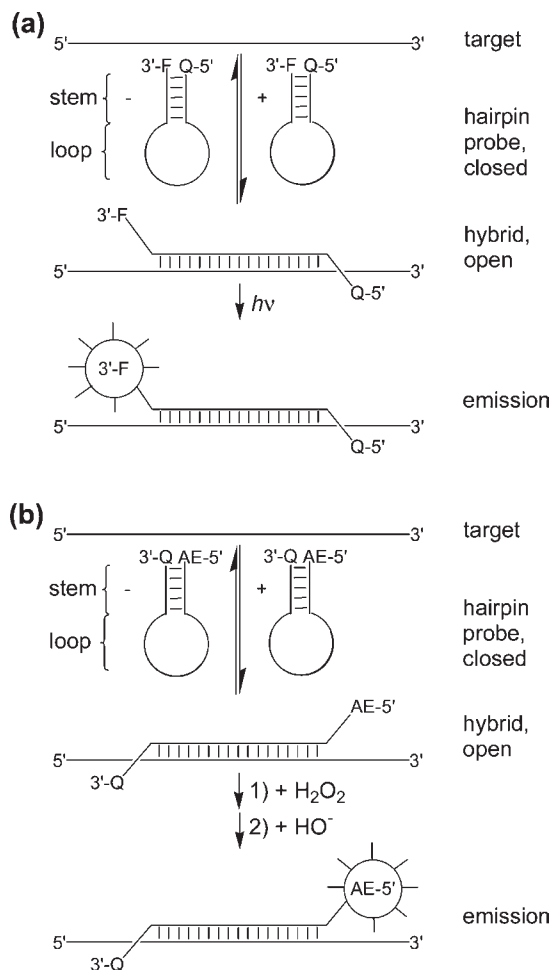 (a)
5' 3' target
3'-F Q-5' 3'-F Q-5'
stem - + hairpin
loop probe,
closed
3'-F hybrid,
5' 3' open
Q-5'
hν
3'-F
emission
5' 3'
Q-5'
(b)
5' 3' target
3'-Q AE-5' 3'-Q AE-5'
stem - + hairpin
loop probe,
closed
AE-5' hybrid,
5' 3' open
3'-Q
1) + H₂O₂
2) + HO⁻
AE-5'
emission
5' 3'
3'-Q